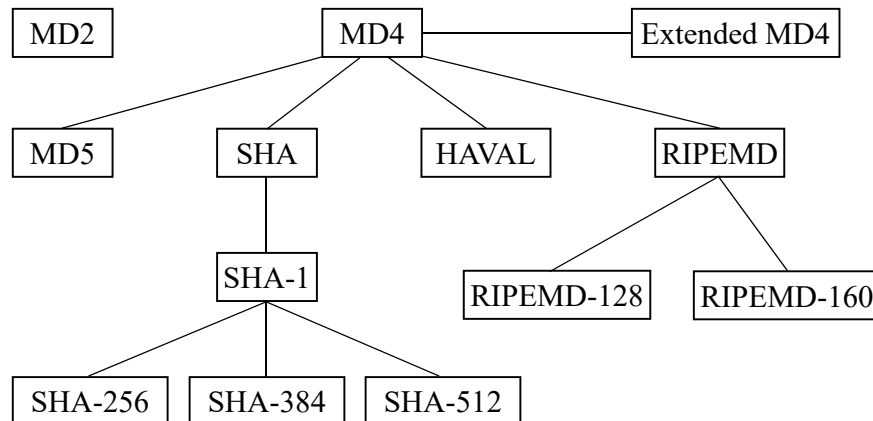 MD2
MD4
Extended MD4
MD5
SHA
HAVAL
RIPEMD
SHA-1
RIPEMD-128
RIPEMD-160
SHA-256
SHA-384
SHA-512